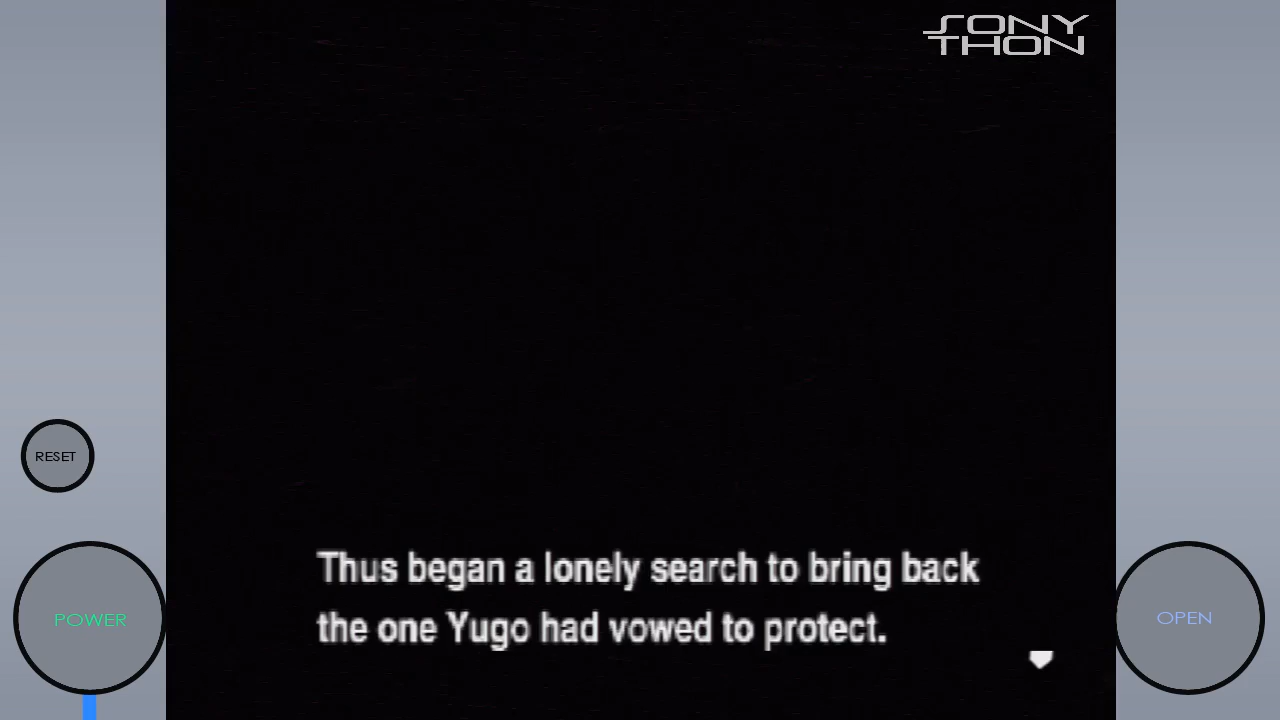 SONY
THON
RESET
Thus began a lonely search to bring back
the one Yugo had vowed to protect.
POWER
OPEN